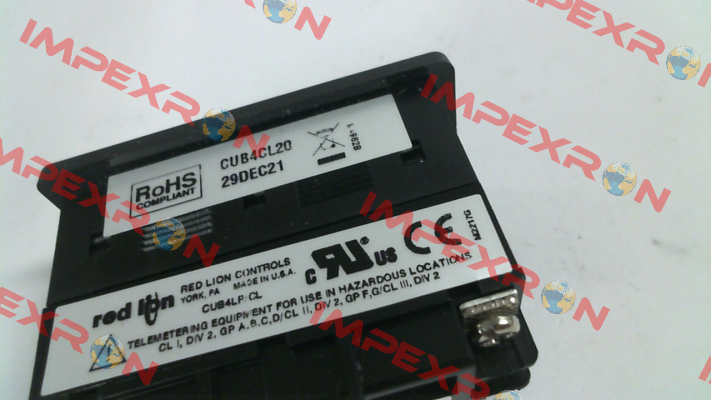 RoHS
COMPLIANT
CUB4CL20
29DEC21
red lion
RED LION CONTROLS
YORK, PA MADE IN U.S.A.
CUB4LP/CL
C US
CE
TELEMETERING EQUIPMENT FOR USE IN HAZARDOUS LOCATIONS
CL I, DIV 2, GP A,B,C,D/CL II, DIV 2, GP F,G/CL III, DIV 2
IMPEXRON
IMPEXRON
IMPEXRON
IMPEXRON
IMPEXRON